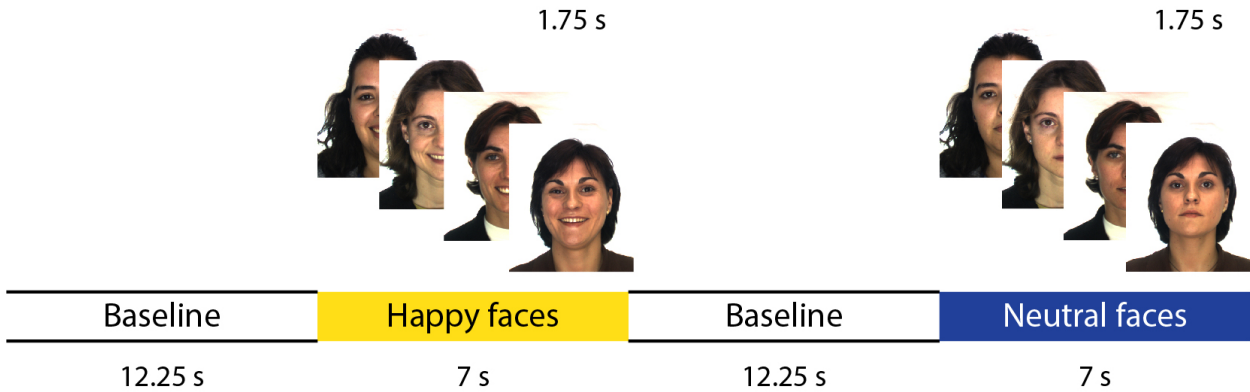 1.75 s
1.75 s
Baseline
Happy faces
Baseline
Neutral faces
12.25 s
7 s
12.25 s
7 s